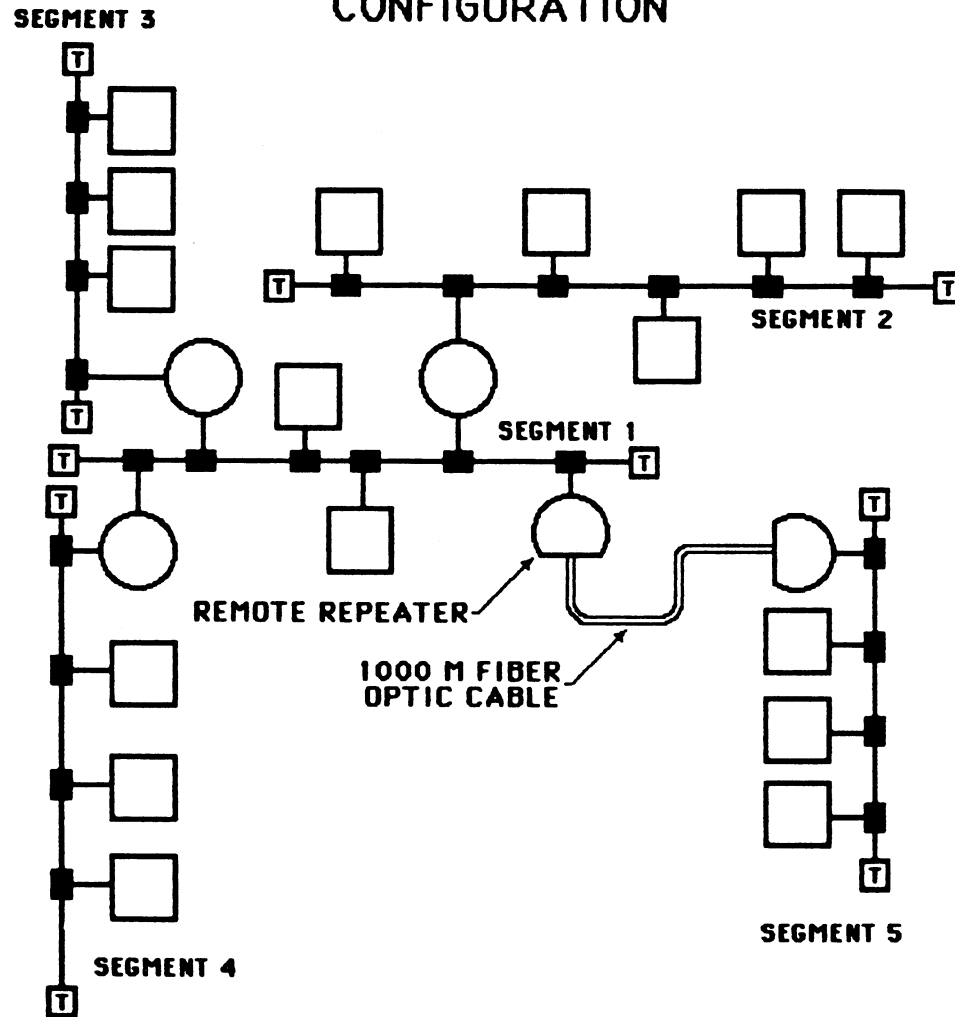 CONFIGURATION
SEGMENT 3
T
T
T
SEGMENT 2
T
SEGMENT 1
T
T
T
T
REMOTE REPEATER
1000 M FIBER
OPTIC CABLE
T
SEGMENT 5
SEGMENT 4
T